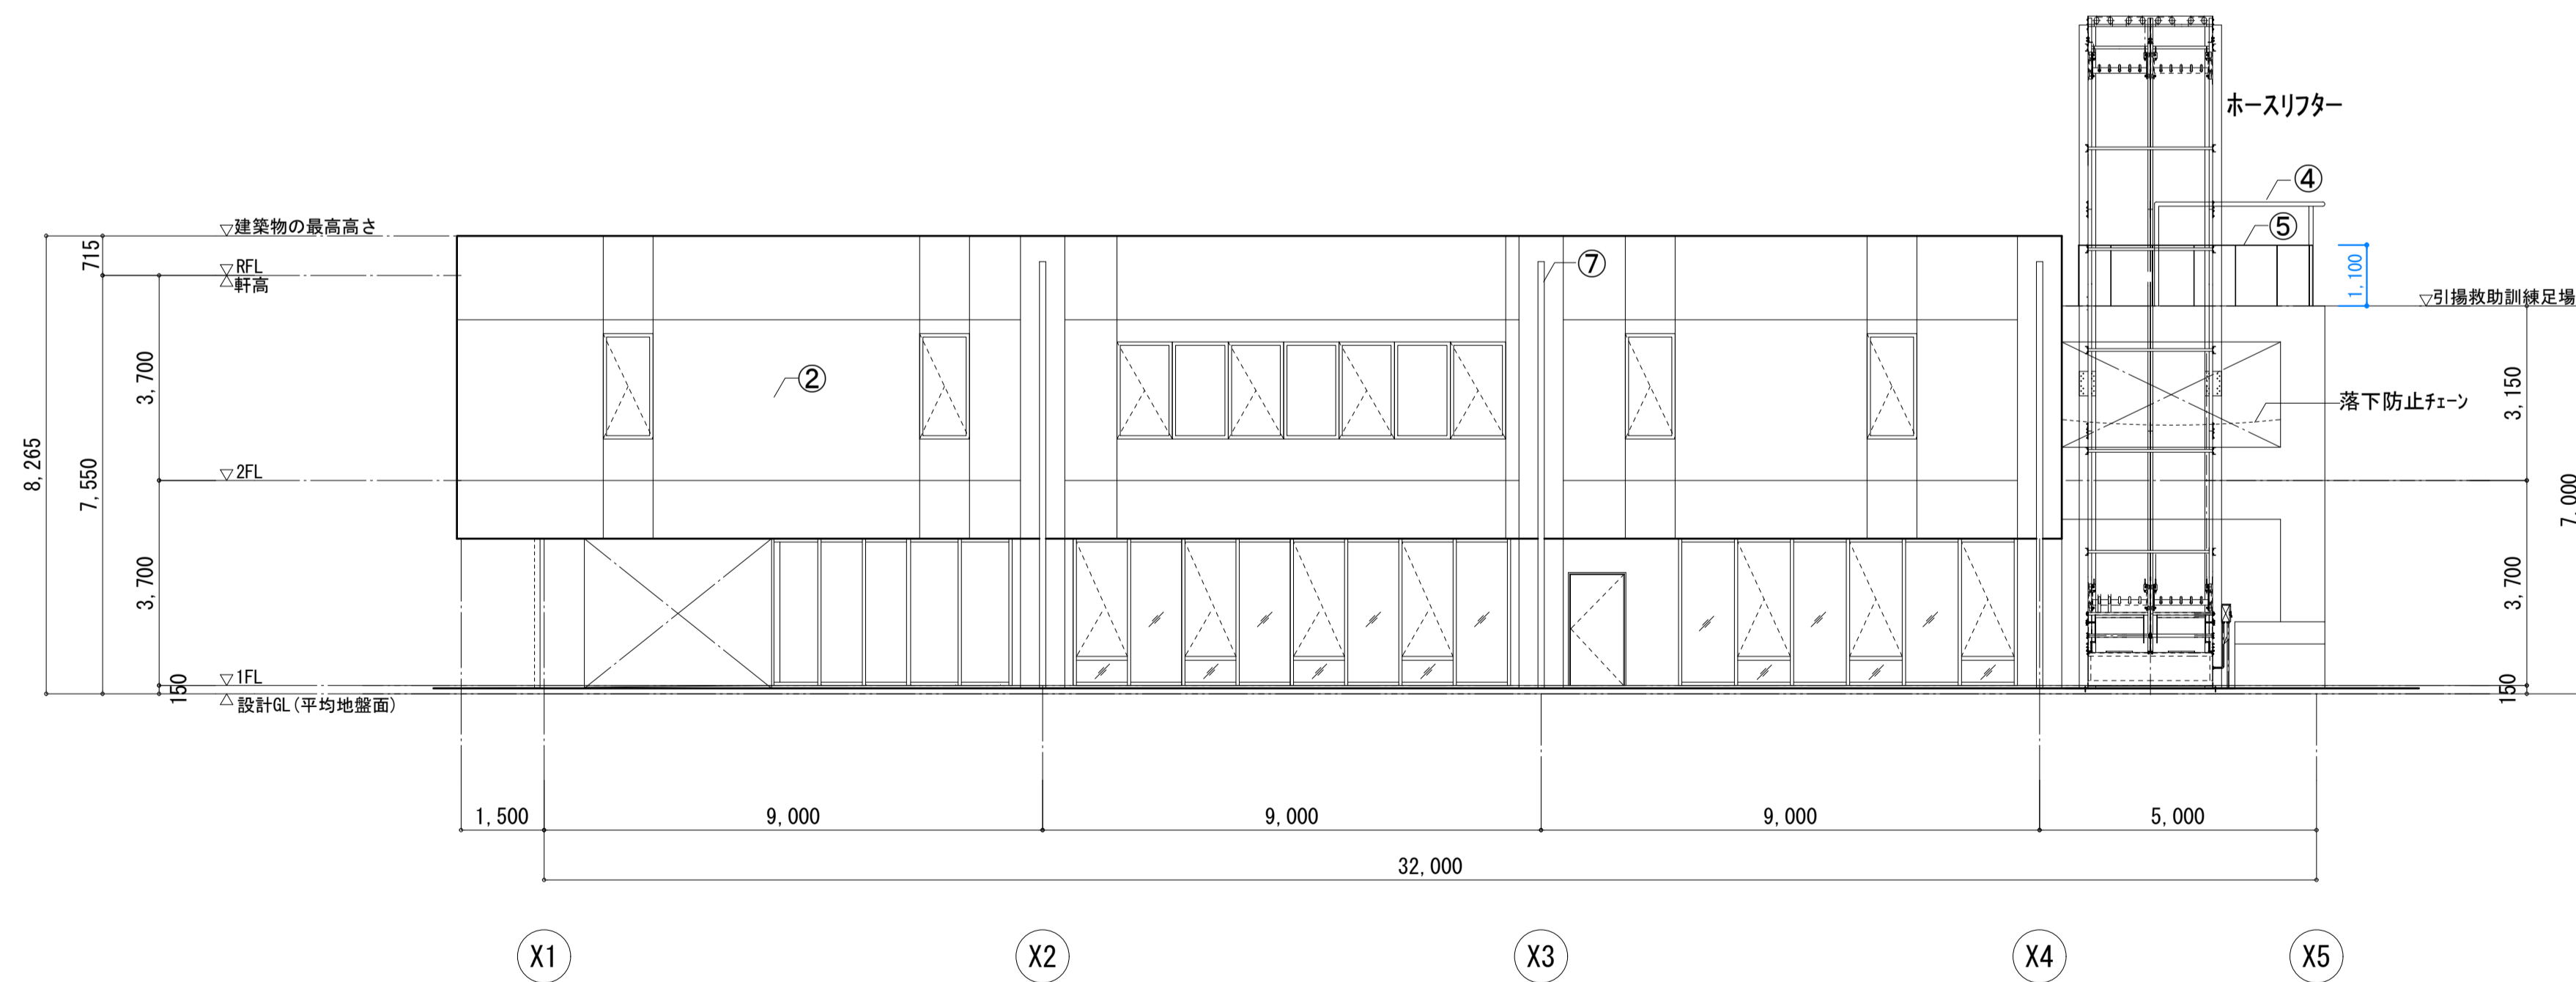 ホースリフター
④
▽建築物の最高高さ
⑤
715
RFL
軒高
⑦
1,100
▽引揚救助訓練足場
3,700
②
3,150
落下防止チェーン
8,265
7,550
▽2FL
7,000
3,700
3,700
▽1FL
150
△設計GL(平均地盤面)
150
1,500
9,000
9,000
9,000
5,000
32,000
X1
X2
X3
X4
X5